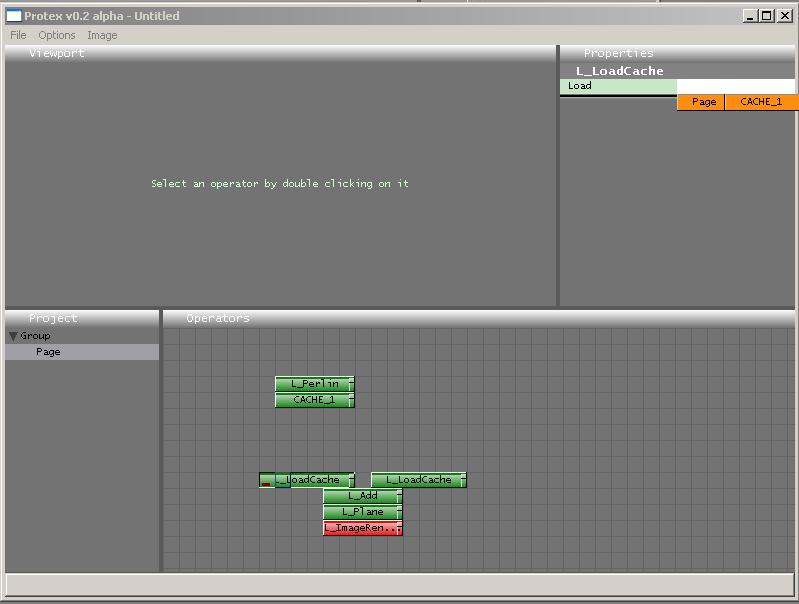 Protex v0.2 alpha - Untitled
File Options Image
Viewport
Properties
L_LoadCache
Load
Page CACHE_1
Select an operator by double clicking on it
Project
Group
Page
Operators
L_Perlin
CACHE_1
L_LoadCache L_LoadCache
L_Add
L_Plane
L_ImageRen...